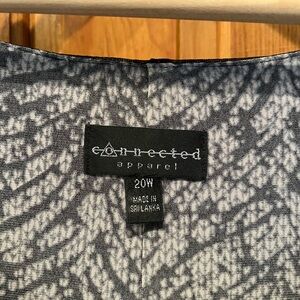 connected
apparel
20W
MADE IN
SRI LANKA